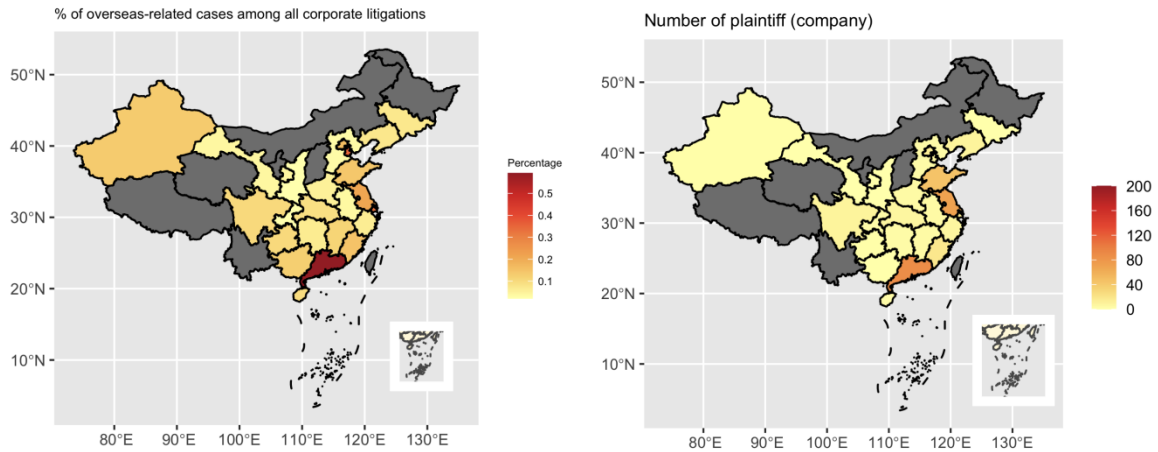 % of overseas-related cases among all corporate litigations
50°N
40°N
30°N
20°N
10°N
80°E 90°E 100°E 110°E 120°E 130°E
Percentage
0.5
0.4
0.3
0.2
0.1
Number of plaintiff (company)
50°N
40°N
30°N
20°N
10°N
80°E 90°E 100°E 110°E 120°E 130°E
200
160
120
80
40
0